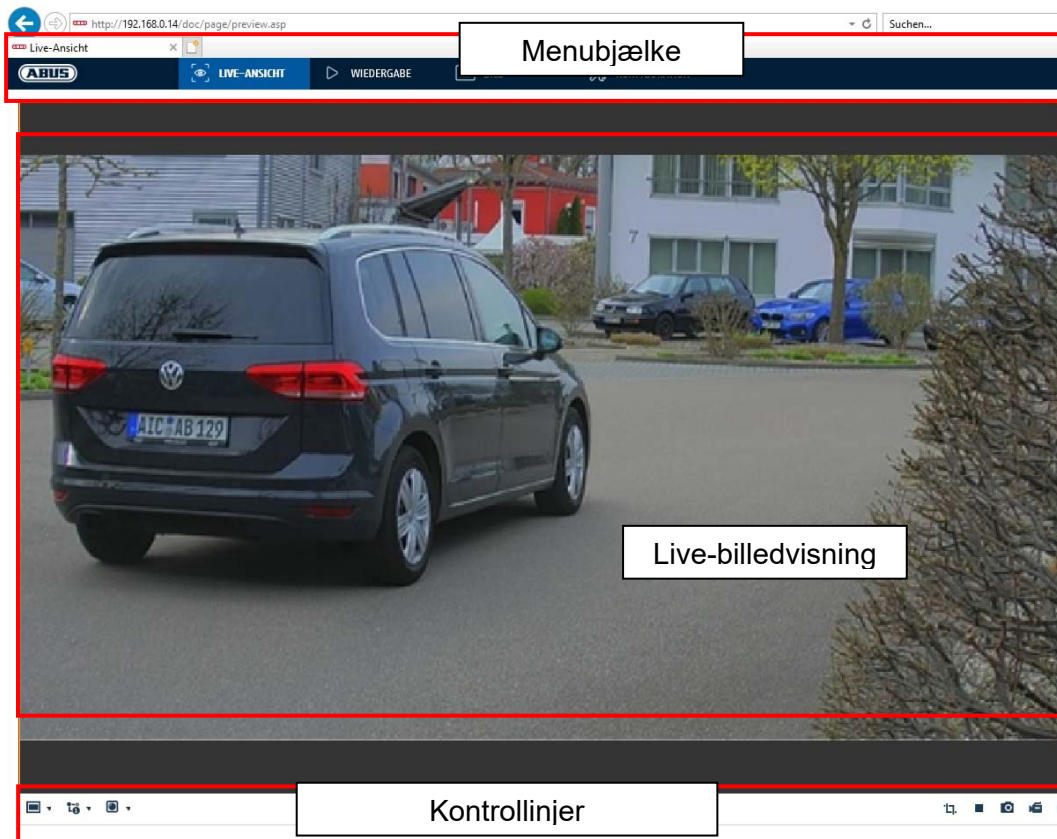 http://192.168.0.14/doc/page/preview.asp
Suchen...
Live-Ansicht
Menubjælke
ABUS
LIVE-ANSICHT
WIEDERGABE
7
AIC AB 129
Live-billedvisning
Kontrollinjer